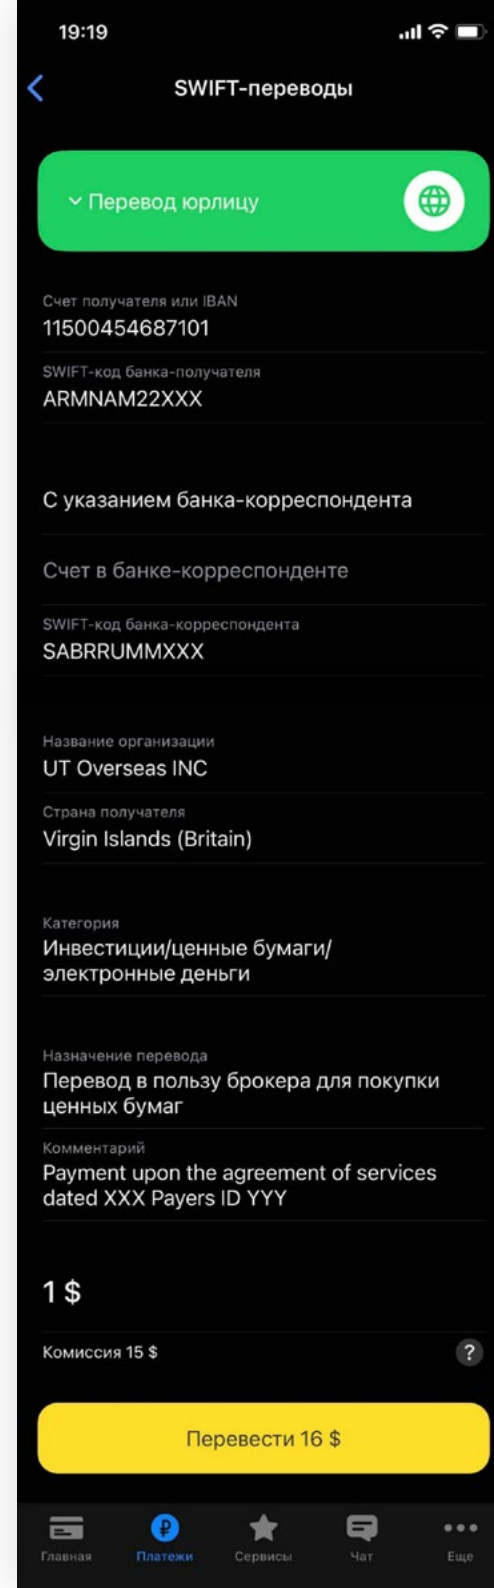 19:19
SWIFT-переводы
Перевод юрлицу
Счет получателя или IBAN
11500454687101
SWIFT-код банка-получателя
ARMNAM22XXX
С указанием банка-корреспондента
Счет в банке-корреспонденте
SWIFT-код банка-корреспондента
SABRRUMMXXX
Название организации
UT Overseas INC
Страна получателя
Virgin Islands (Britain)
Категория
Инвестиции/ценные бумаги/
электронные деньги
Назначение перевода
Перевод в пользу брокера для покупки
ценных бумаг
Комментарий
Payment upon the agreement of services
dated XXX Payers ID YYY
1 $
Комиссия 15 $
?
Перевести 16 $
Главная Платежи Сервисы Чат Еще